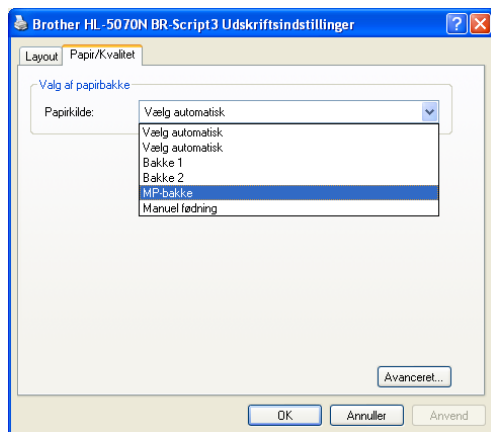 Brother HL-5070N BR-Script3 Udskriftsindstillinger
Layout Papir/Kvalitet
Valg af papirbakke
Papirkilde: Vælg automatisk
Vælg automatisk
Vælg automatisk
Bakke 1
Bakke 2
MP-bakke
Manuel fødning
Avanceret...
OK Annuller Anvend